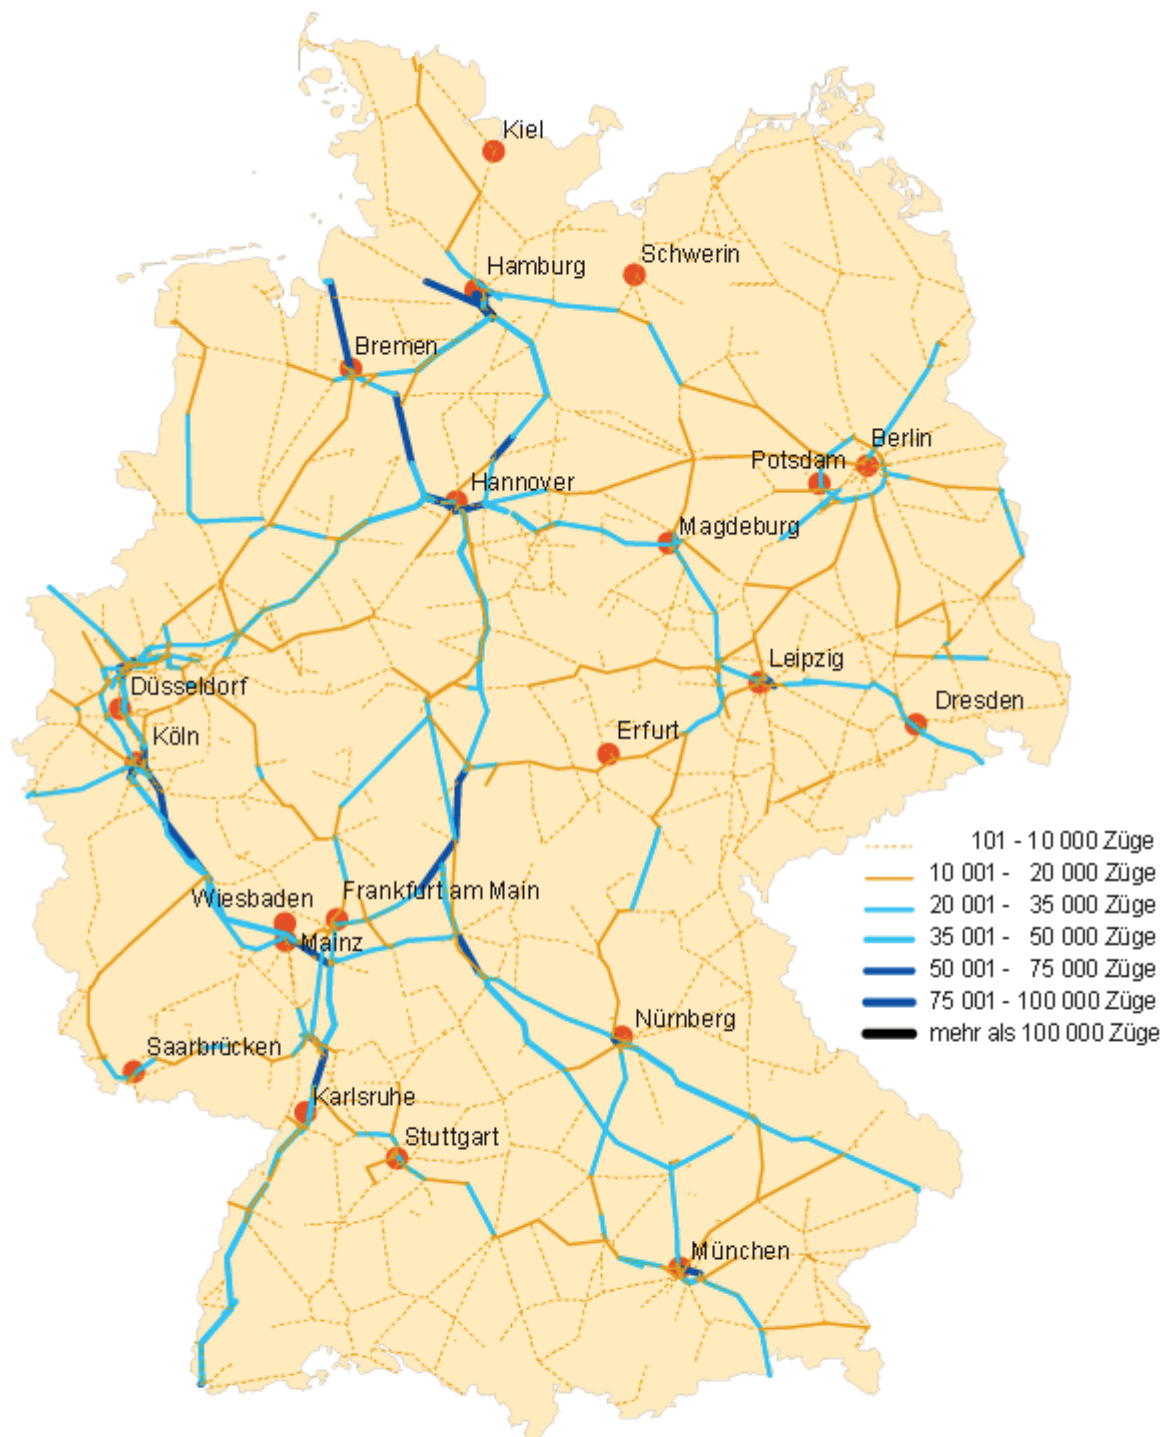 Kiel
Schwerin
Hamburg
Bremen
Berlin
Potsdam
Hannover
Magdeburg
Leipzig
Düsseldorf
Dresden
Köln
Erfurt
101 - 10 000 Züge
10 001 - 20 000 Züge
Wiesbaden
Frankfurt am Main
20 001 - 35 000 Züge
Mainz
35 001 - 50 000 Züge
50 001 - 75 000 Züge
75 001 - 100 000 Züge
Nürnberg
mehr als 100 000 Züge
Saarbrücken
Karlsruhe
Stuttgart
München